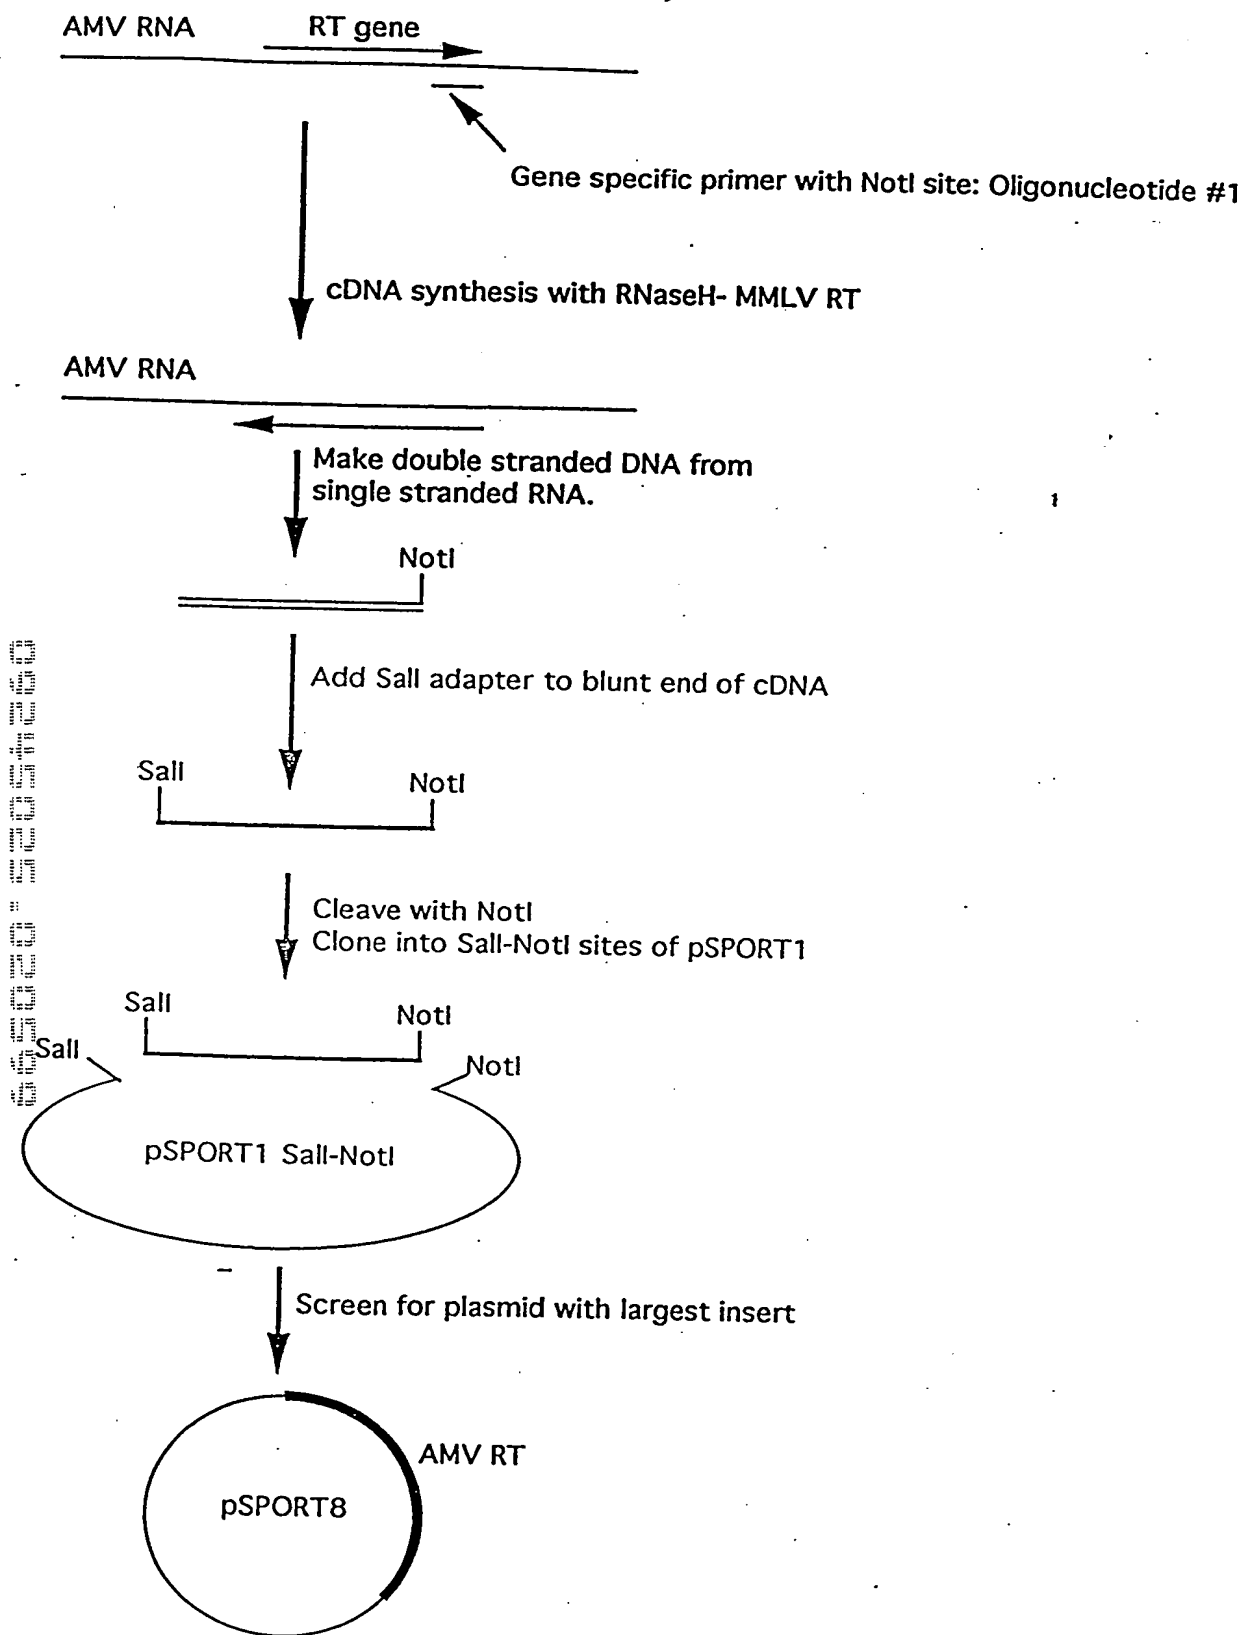 AMV RNA
RT gene
Gene specific primer with NotI site: Oligonucleotide #1
cDNA synthesis with RNaseH- MMLV RT
AMV RNA
Make double stranded DNA from
single stranded RNA.
NotI
Add SalI adapter to blunt end of cDNA
SalI
NotI
Cleave with NotI
Clone into SalI-NotI sites of pSPORT1
SalI
NotI
SalI
NotI
pSPORT1 SalI-NotI
Screen for plasmid with largest insert
AMV RT
pSPORT8
09245025.020599